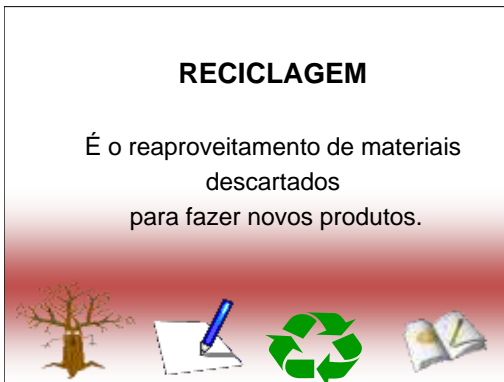 RECICLAGEM
É o reaproveitamento de materiais
descartados
para fazer novos produtos.